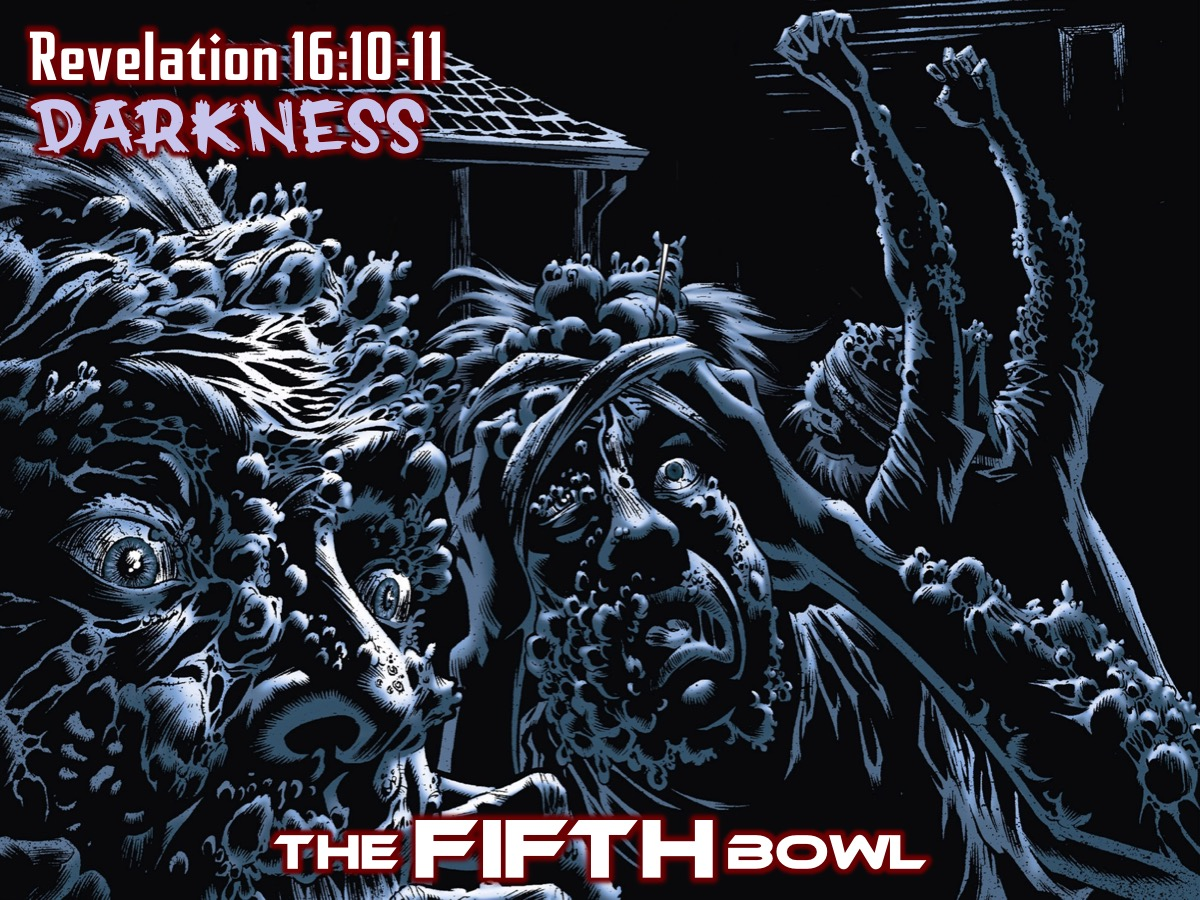 Revelation 16:10-11
DARKNESS
THE FIFTH BOWL